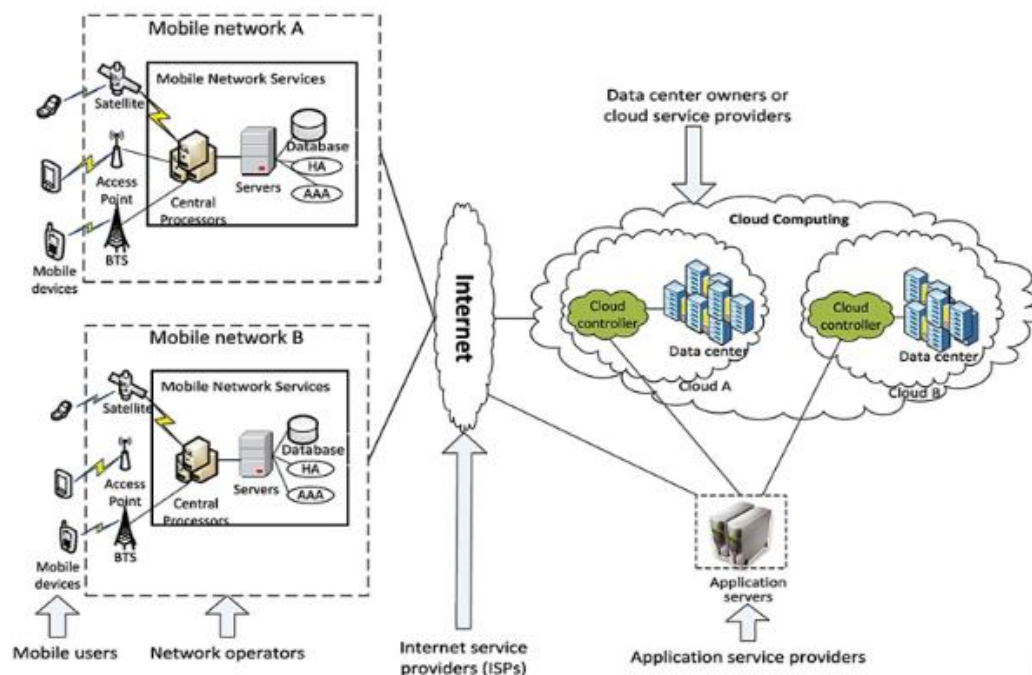 Mobile network A
Mobile Network Services
Satellite
Database
HA
AAA
Servers
Access
Point
Central
Processors
BTS
Mobile
devices
Mobile network B
Mobile Network Services
Satellite
Database
HA
AAA
Servers
Access
Point
Central
Processors
BTS
Mobile
devices
Mobile users
Network operators
Internet
Internet service
providers (ISPs)
Data center owners or
cloud service providers
Cloud Computing
Cloud
controller
Data center
Cloud A
Cloud
controller
Data center
Cloud B
Application
servers
Application service providers